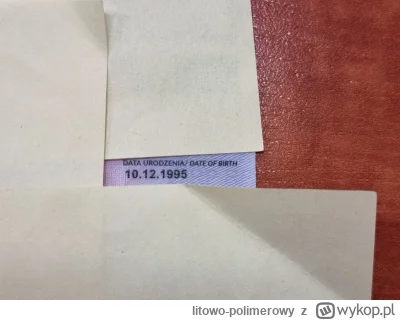 DATA URODZENIA / DATE OF BIRTH
10.12.1995
litowo-polimerowy z wykop.pl